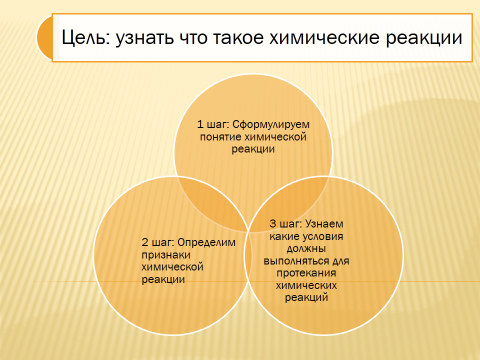 Цель: узнать что такое химические реакции
1 шаг: Сформулируем
понятие химической
реакции
2 шаг: Определим
признаки
химической
реакции
3 шаг: Узнаем
какие условия
должны
выполняться для
протекания
химических
реакций